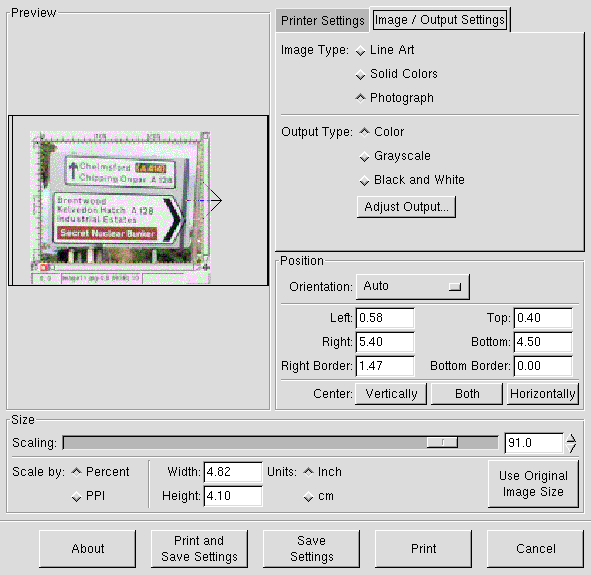 Preview
Printer Settings
Image / Output Settings
Image Type:
Line Art
Solid Colors
Photograph
Output Type:
Color
Grayscale
Black and White
Adjust Output...
Chelmsford
Chipping Ongar A 128
Brentwood
Kelvedon Hatch A 128
Industrial Estates
Secret Nuclear Bunker
Position
Orientation: Auto
Left: 0.58 Top: 0.40
Right: 5.40 Bottom: 4.50
Right Border: 1.47 Bottom Border: 0.00
Center: Vertically Both Horizontally
Size
Scaling: 91.0
Scale by: Percent Width: 4.82 Units: Inch
PPI Height: 4.10 cm
Use Original
Image Size
About
Print and
Save Settings
Save
Settings
Print
Cancel